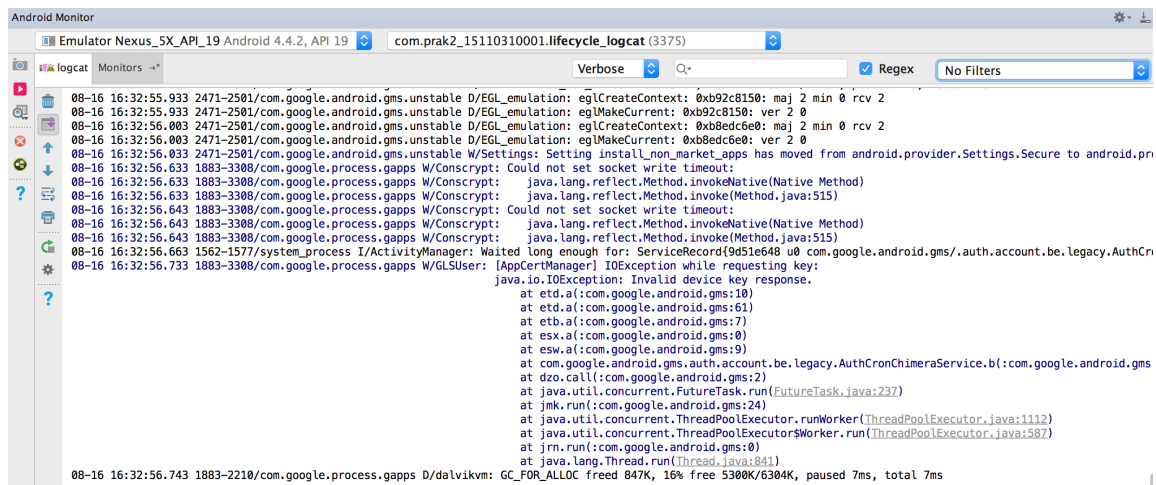 Android Monitor
Emulator Nexus_5X_API_19 Android 4.4.2, API 19 com.prak2_15110310001.lifecycle_logcat (3375)
logcat Monitors Verbose Regex No Filters
08-16 16:32:55.933 2471-2501/com.google.android.gms.unstable D/EGL_emulation: eglCreateContext: 0xb92c8150: maj 2 min 0 rcv 2
08-16 16:32:55.933 2471-2501/com.google.android.gms.unstable D/EGL_emulation: eglMakeCurrent: 0xb92c8150: ver 2 0
08-16 16:32:56.003 2471-2501/com.google.android.gms.unstable D/EGL_emulation: eglCreateContext: 0xb8edc6e0: maj 2 min 0 rcv 2
08-16 16:32:56.003 2471-2501/com.google.android.gms.unstable D/EGL_emulation: eglMakeCurrent: 0xb8edc6e0: ver 2 0
08-16 16:32:56.033 2471-2501/com.google.android.gms.unstable W/Settings: Setting install_non_market_apps has moved from android.provider.Settings.Secure to android.pr
08-16 16:32:56.633 1883-3308/com.google.process.gapps W/Conscrypt: Could not set socket write timeout:
08-16 16:32:56.633 1883-3308/com.google.process.gapps W/Conscrypt: java.lang.reflect.Method.invokeNative(Native Method)
08-16 16:32:56.633 1883-3308/com.google.process.gapps W/Conscrypt: java.lang.reflect.Method.invoke(Method.java:515)
08-16 16:32:56.643 1883-3308/com.google.process.gapps W/Conscrypt: Could not set socket write timeout:
08-16 16:32:56.643 1883-3308/com.google.process.gapps W/Conscrypt: java.lang.reflect.Method.invokeNative(Native Method)
08-16 16:32:56.643 1883-3308/com.google.process.gapps W/Conscrypt: java.lang.reflect.Method.invoke(Method.java:515)
08-16 16:32:56.663 1562-1577/system_process I/ActivityManager: Waited long enough for: ServiceRecord{9d51e648 u0 com.google.android.gms/.auth.account.be.legacy.AuthCr
08-16 16:32:56.733 1883-3308/com.google.process.gapps W/GLSUser: [AppCertManager] IOException while requesting key:
java.io.IOException: Invalid device key response.
at etd.a(:com.google.android.gms:10)
at etd.a(:com.google.android.gms:61)
at etb.a(:com.google.android.gms:7)
at esx.a(:com.google.android.gms:0)
at esw.a(:com.google.android.gms:9)
at com.google.android.gms.auth.account.be.legacy.AuthCronChimeraService.b(:com.google.android.gms
at dzo.call(:com.google.android.gms:2)
at java.util.concurrent.FutureTask.run(FutureTask.java:237)
at jmk.run(:com.google.android.gms:24)
at java.util.concurrent.ThreadPoolExecutor.runWorker(ThreadPoolExecutor.java:1112)
at java.util.concurrent.ThreadPoolExecutor$Worker.run(ThreadPoolExecutor.java:587)
at jrn.run(:com.google.android.gms:0)
at java.lang.Thread.run(Thread.java:841)
08-16 16:32:56.743 1883-2210/com.google.process.gapps D/dalvikvm: GC_FOR_ALLOC freed 847K, 16% free 5300K/6304K, paused 7ms, total 7ms